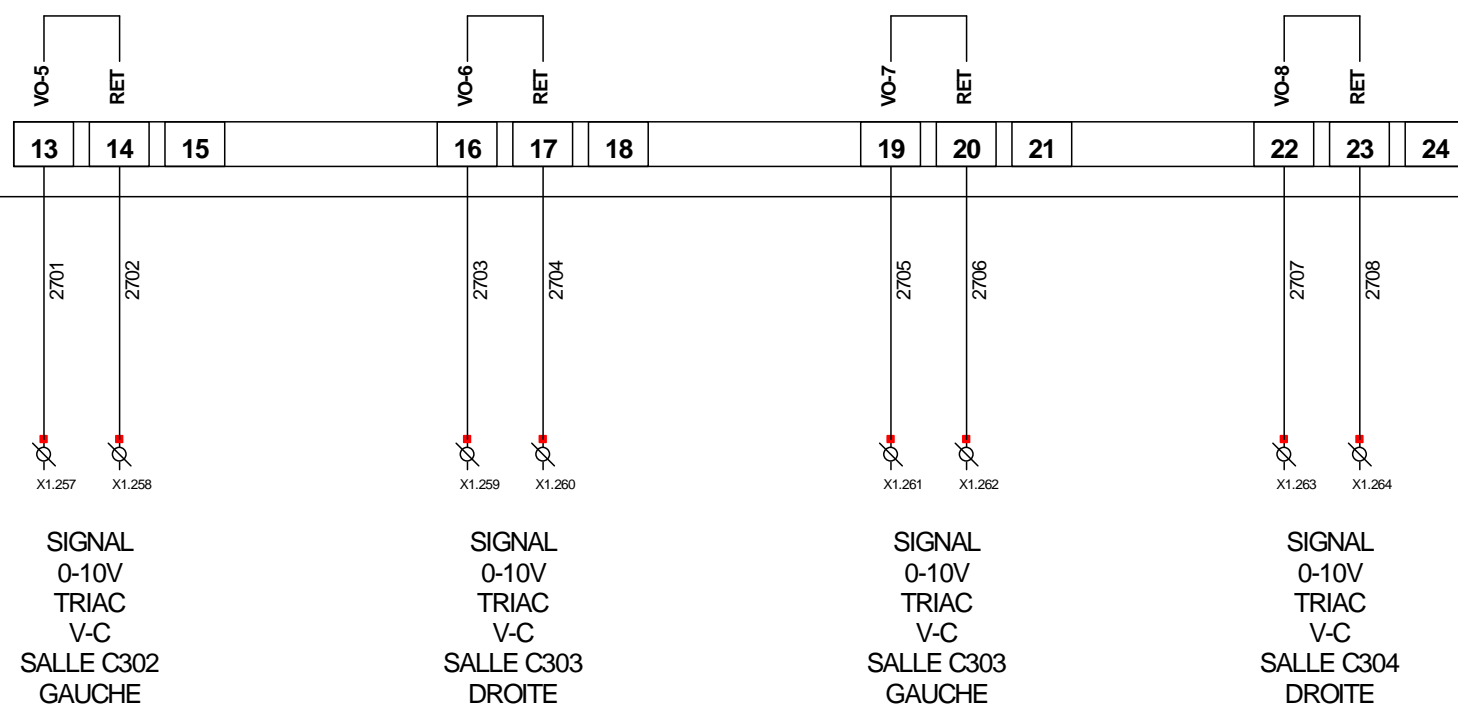 VO-5 RET VO-6 RET VO-7 RET VO-8 RET
13 14 15 16 17 18 19 20 21 22 23 24
2701 2702 2703 2704 2705 2706 2707 2708
X1.257 X1.258 X1.259 X1.260 X1.261 X1.262 X1.263 X1.264
SIGNAL
0-10V
TRIAC
V-C
SALLE C302
GAUCHE
SIGNAL
0-10V
TRIAC
V-C
SALLE C303
DROITE
SIGNAL
0-10V
TRIAC
V-C
SALLE C303
GAUCHE
SIGNAL
0-10V
TRIAC
V-C
SALLE C304
DROITE